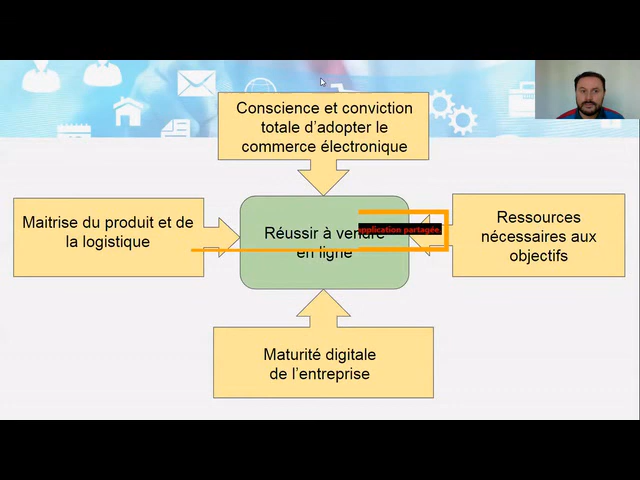 Conscience et conviction
totale d'adopter le
commerce électronique
Maitrise du produit et de
la logistique
Réussir à vendre
en ligne
application partagée
Ressources
nécessaires aux
objectifs
Maturité digitale
de l'entreprise